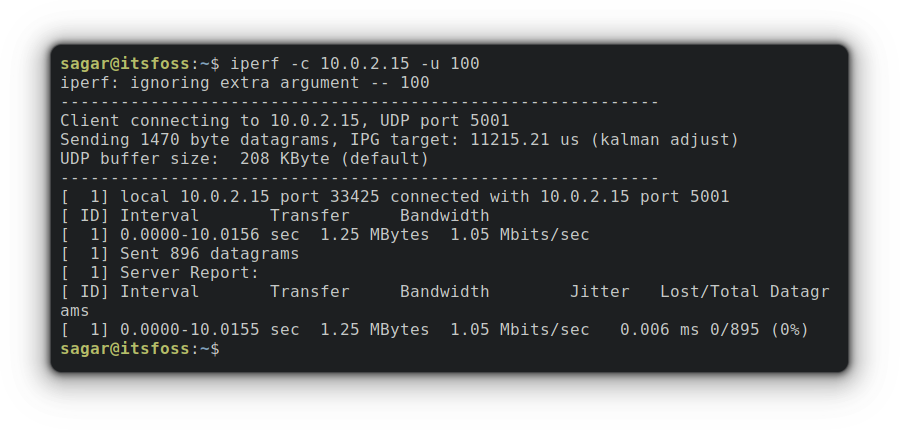 sagar@itsfoss:~$ iperf -c 10.0.2.15 -u 100
iperf: ignoring extra argument -- 100
------------------------------------------------------------
Client connecting to 10.0.2.15, UDP port 5001
Sending 1470 byte datagrams, IPG target: 11215.21 us (kalman adjust)
UDP buffer size:  208 KByte (default)
------------------------------------------------------------
[  1] local 10.0.2.15 port 33425 connected with 10.0.2.15 port 5001
[ ID] Interval       Transfer     Bandwidth
[  1] 0.0000-10.0156 sec  1.25 MBytes  1.05 Mbits/sec
[  1] Sent 896 datagrams
[  1] Server Report:
[ ID] Interval       Transfer     Bandwidth        Jitter   Lost/Total Datagr
ams
[  1] 0.0000-10.0155 sec  1.25 MBytes  1.05 Mbits/sec   0.006 ms 0/895 (0%)
sagar@itsfoss:~$